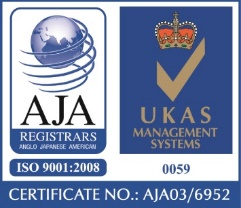 AJA
REGISTRARS
ANGLO JAPANESE AMERICAN
ISO 9001:2008
UKAS
MANAGEMENT
SYSTEMS
0059
CERTIFICATE NO.: AJA03/6952